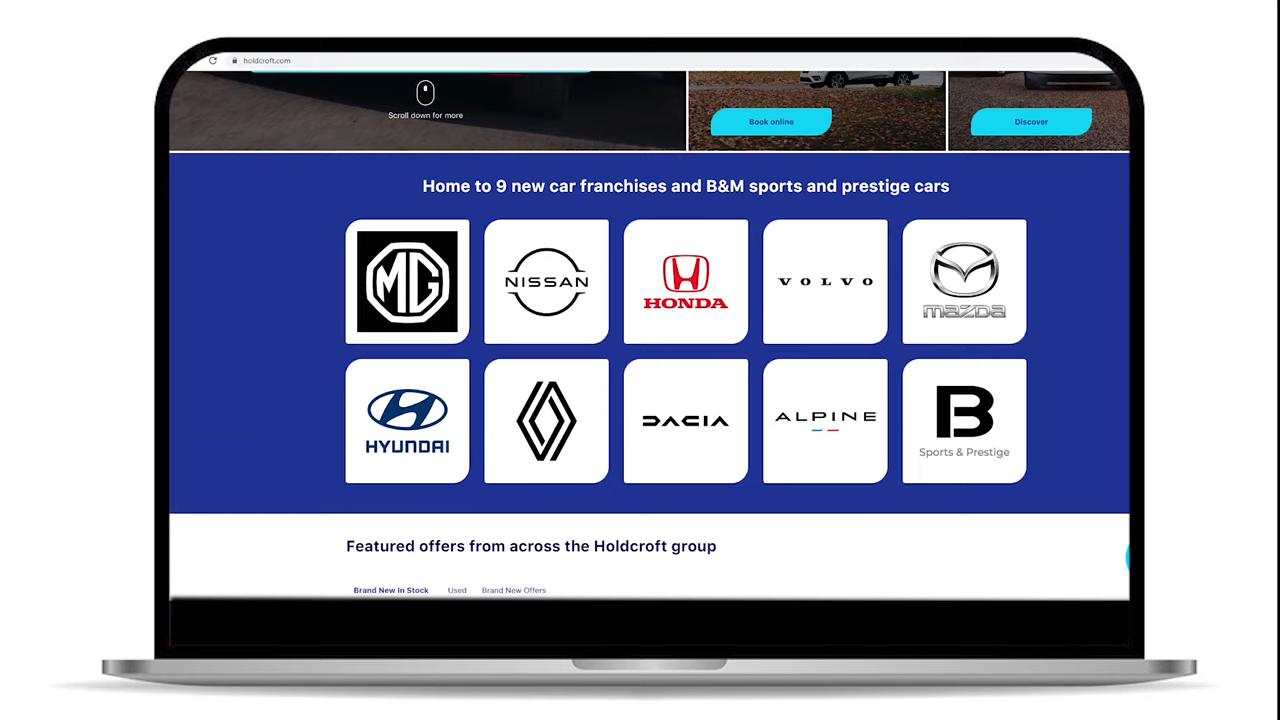 holdcroft.com
Scroll down for more
Book online
Discover
Home to 9 new car franchises and B&M sports and prestige cars
MG
NISSAN
HONDA
VOLVO
mazda
HYUNDAI
DACIA
ALPINE
B
Sports & Prestige
Featured offers from across the Holdcroft group
Brand New In Stock Used Brand New Offers